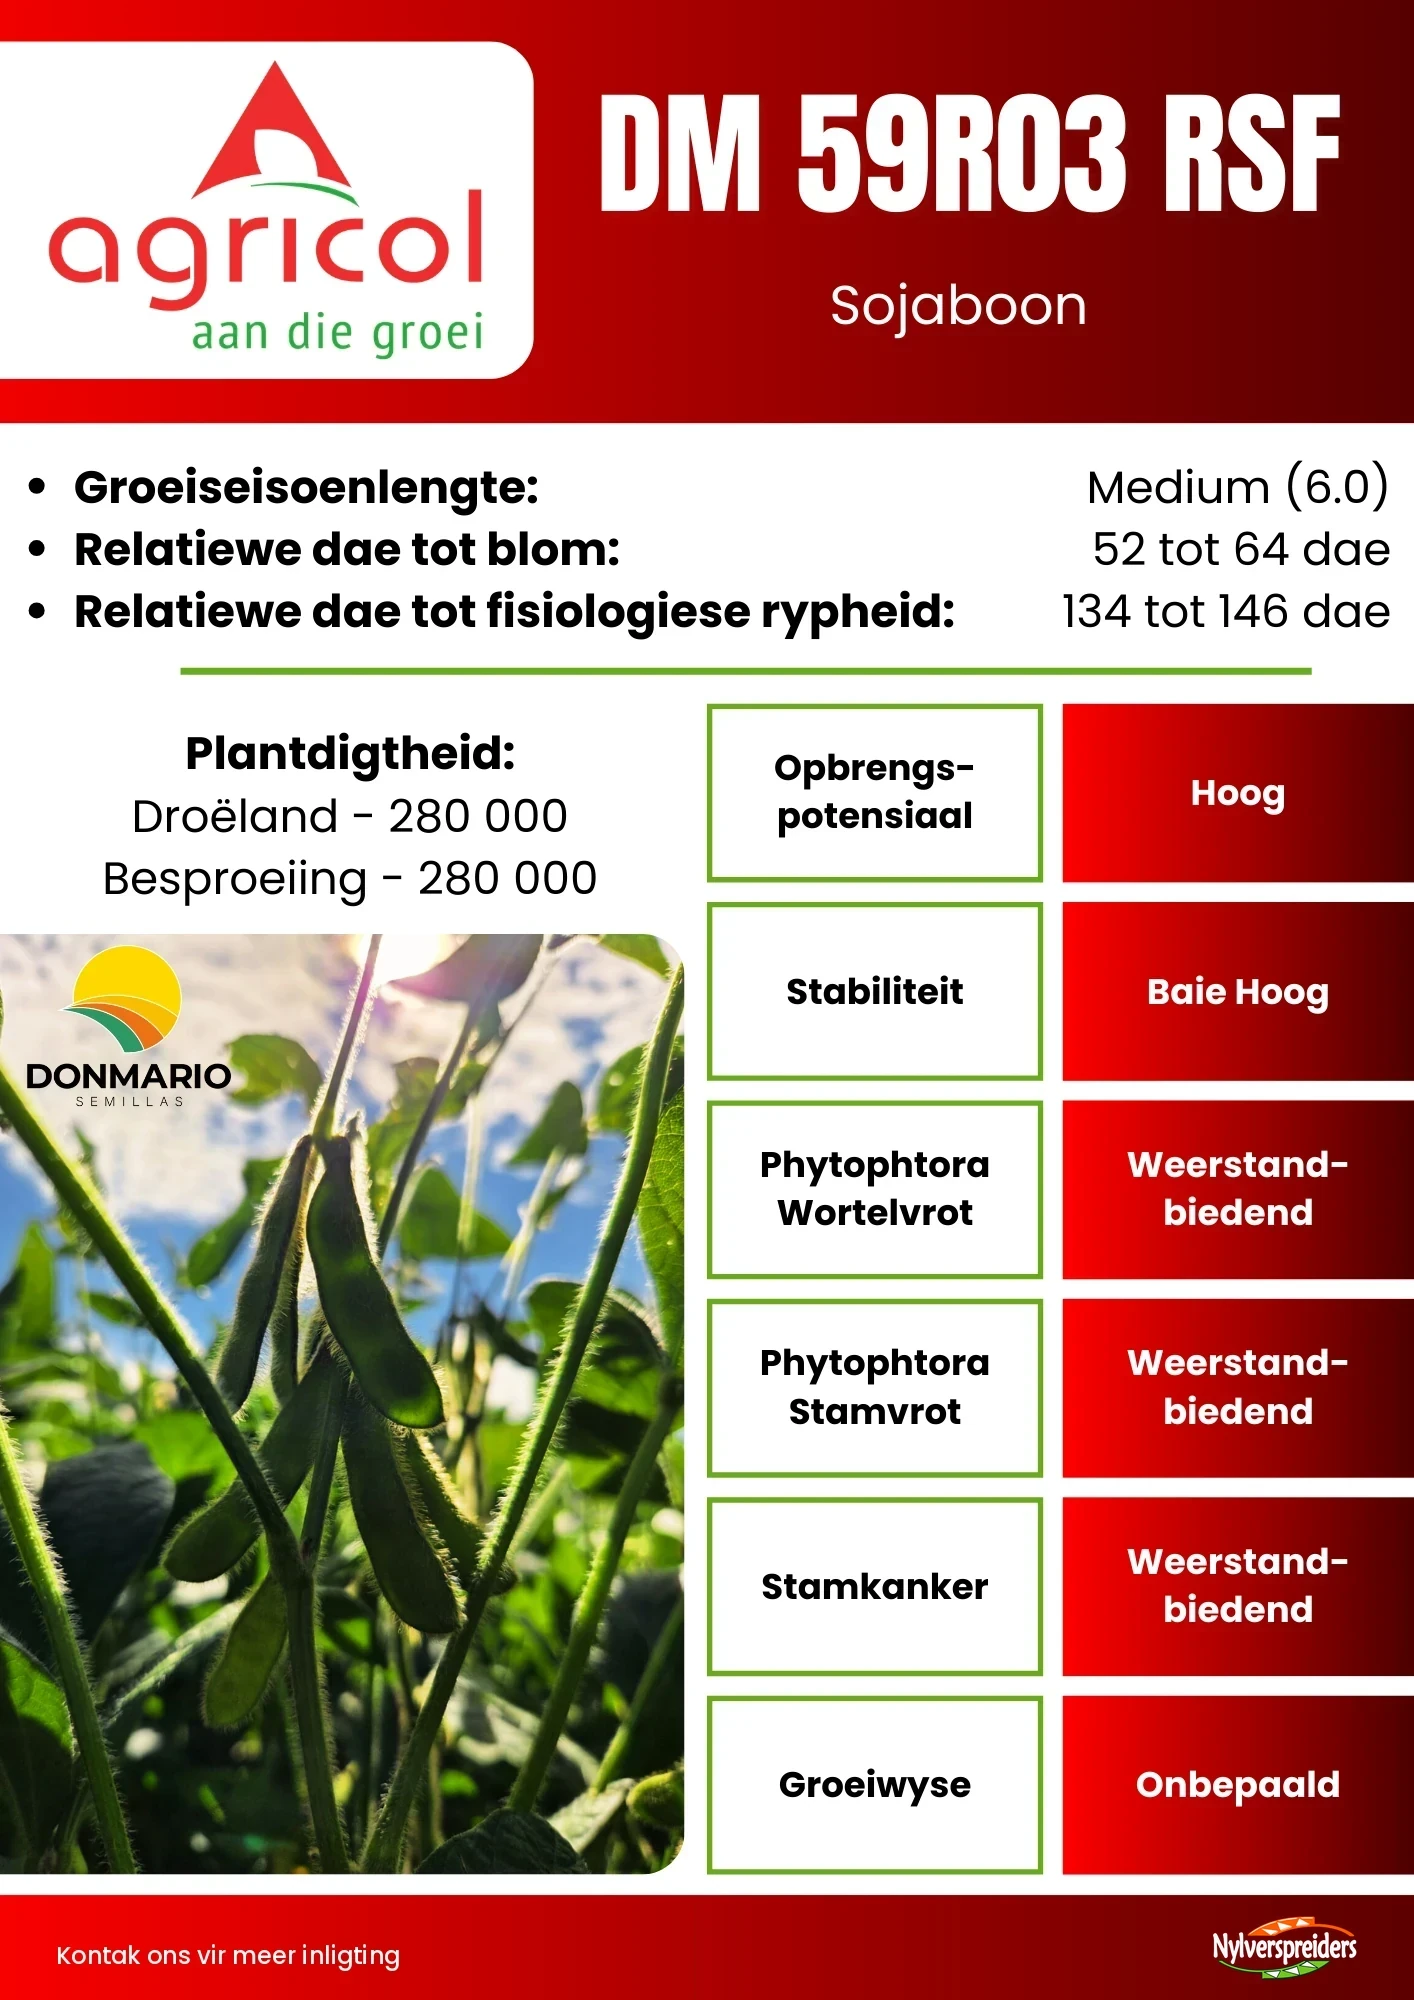 agricol
aan die groei
DM 59R03 RSF
Sojaboon
• Groeiseisoenlengte: Medium (6.0)
• Relatiewe dae tot blom: 52 tot 64 dae
• Relatiewe dae tot fisiologiese rypheid: 134 tot 146 dae
Plantdigtheid:
Droëland - 280 000
Besproeiing - 280 000
DONMARIO
SEMILLAS
Opbrengs-
potensiaal
Hoog
Stabiliteit
Baie Hoog
Phytophtora
Wortelvrot
Weerstand-
biedend
Phytophtora
Stamvrot
Weerstand-
biedend
Stamkanker
Weerstand-
biedend
Groeiwyse
Onbepaald
Kontak ons vir meer inligting
Nylverspreiders